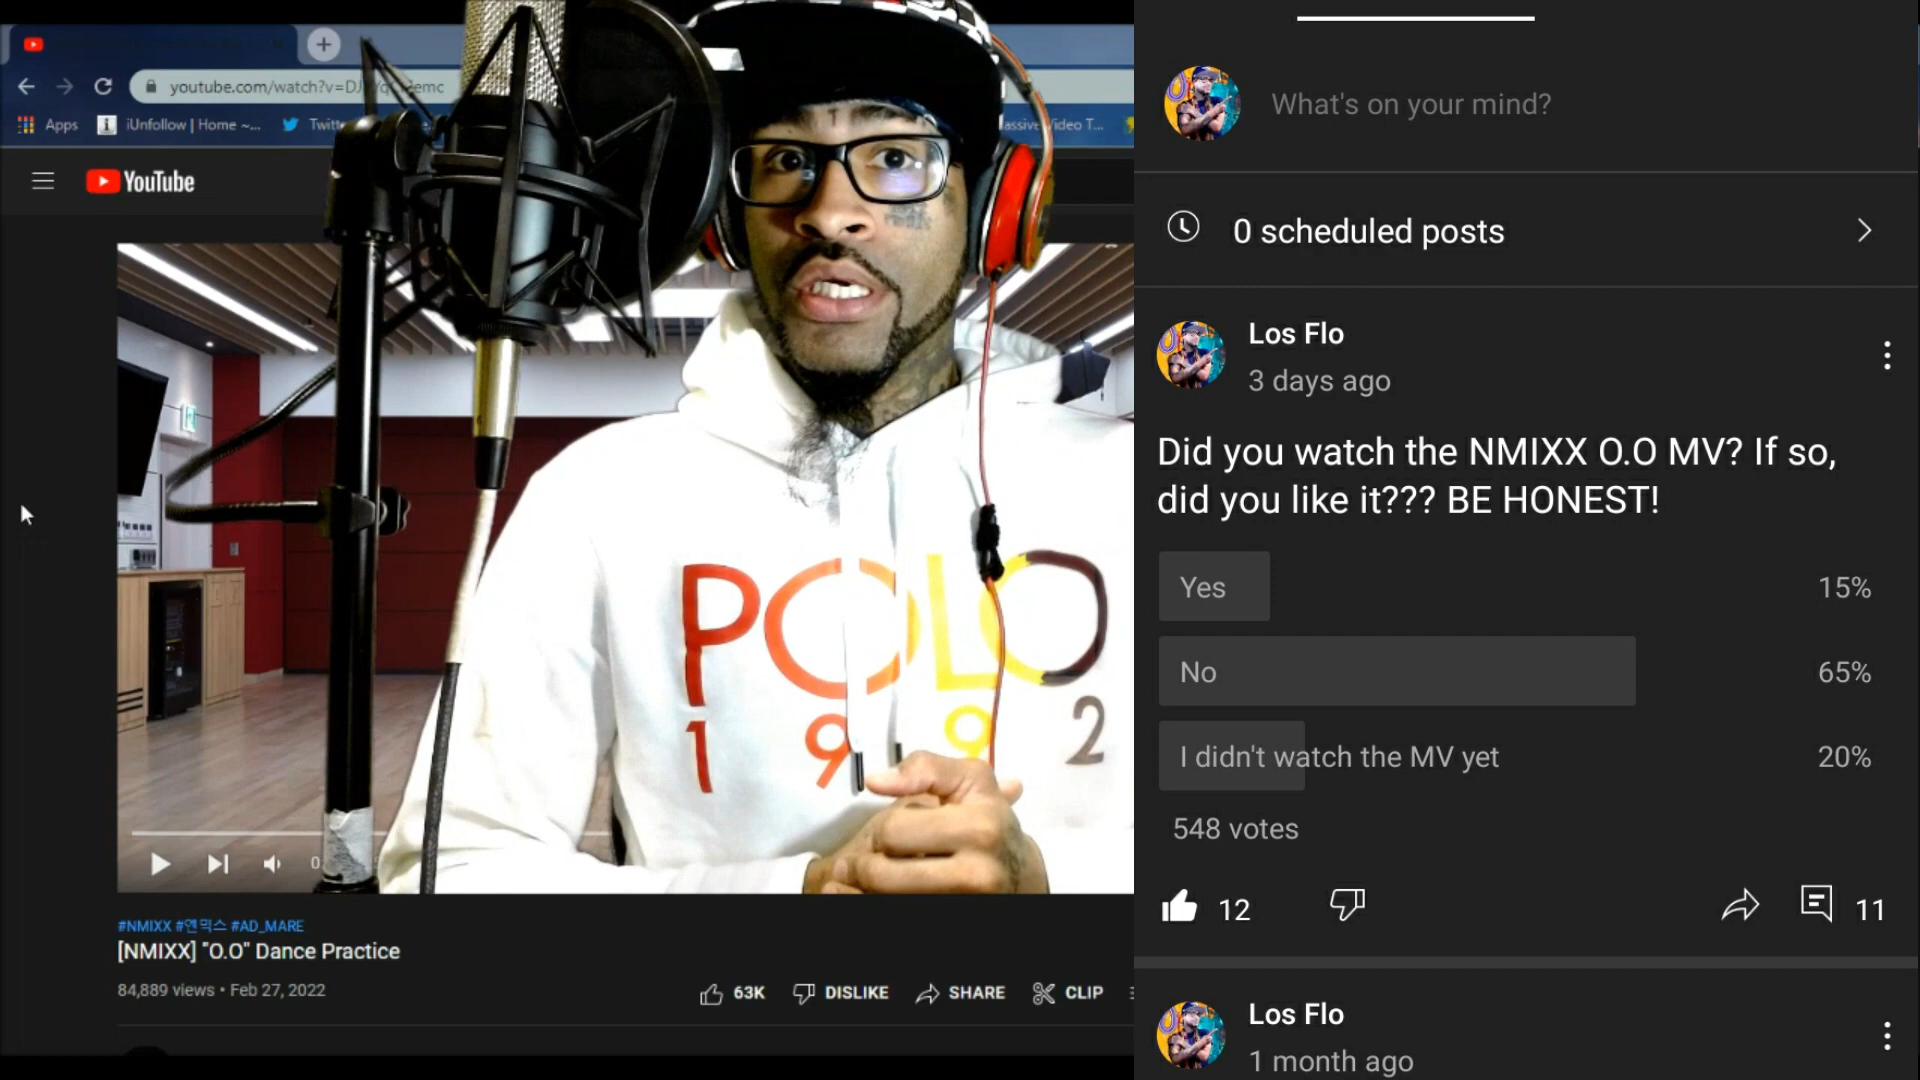 youtube.com/watch?v=DJ
emc
Apps
iUnfollow | Home ~...
Twitt
YouTube
POLO
1992
#NMIXX #엔믹스 #AD_MARE
[NMIXX] "O.O" Dance Practice
84,889 views • Feb 27, 2022
63K
DISLIKE
SHARE
CLIP
What's on your mind?
0 scheduled posts
Los Flo
3 days ago
Did you watch the NMIXX O.O MV? If so,
did you like it??? BE HONEST!
Yes 15%
No 65%
I didn't watch the MV yet 20%
548 votes
12
11
Los Flo
1 month ago